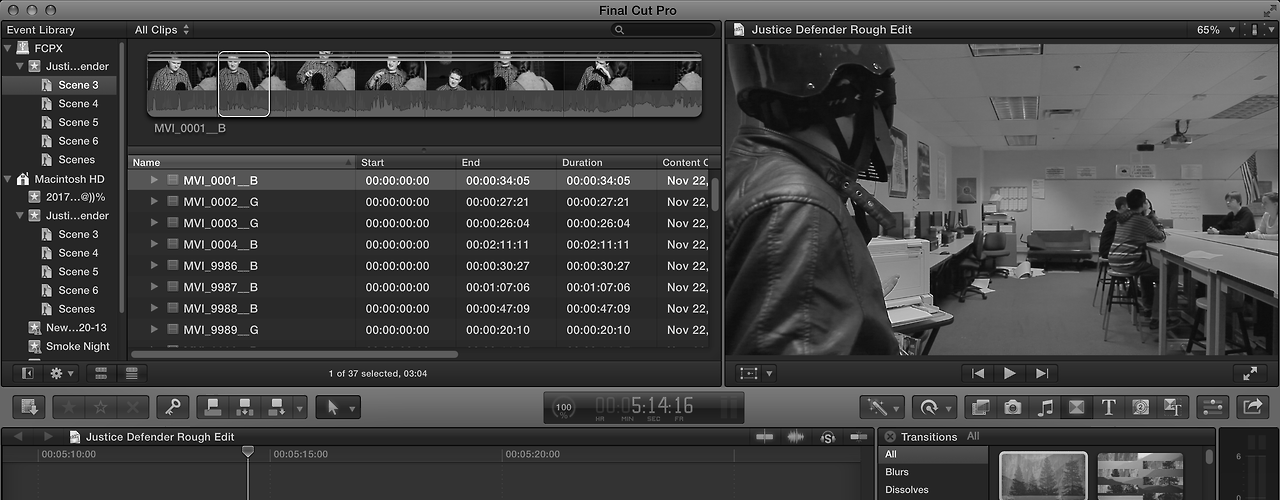 Final Cut Pro
Event Library
All Clips
Justice Defender Rough Edit
65%
FCPX
Justi...ender
Scene 3
Scene 4
Scene 5
Scene 6
Scenes
Macintosh HD
2017...@))%
Justi...ender
Scene 3
Scene 4
Scene 5
Scene 6
Scenes
New...20-13
Smoke Night
MVI_0001__B
Name Start End Duration Content C
MVI_0001__B 00:00:00:00 00:00:34:05 00:00:34:05 Nov 22,
MVI_0002__G 00:00:00:00 00:00:27:21 00:00:27:21 Nov 22,
MVI_0003__G 00:00:00:00 00:00:26:04 00:00:26:04 Nov 22,
MVI_0004__B 00:00:00:00 00:02:11:11 00:02:11:11 Nov 22,
MVI_9986__B 00:00:00:00 00:00:30:27 00:00:30:27 Nov 22,
MVI_9987__B 00:00:00:00 00:01:07:06 00:01:07:06 Nov 22,
MVI_9988__B 00:00:00:00 00:00:47:09 00:00:47:09 Nov 22,
MVI_9989__G 00:00:00:00 00:00:20:10 00:00:20:10 Nov 22,
1 of 37 selected, 03:04
100
%
00:05:14:16
HR MIN SEC FR
T
Justice Defender Rough Edit
00:05:10:00 00:05:15:00 00:05:20:00
Transitions All
All
Blurs
Dissolves
6
0